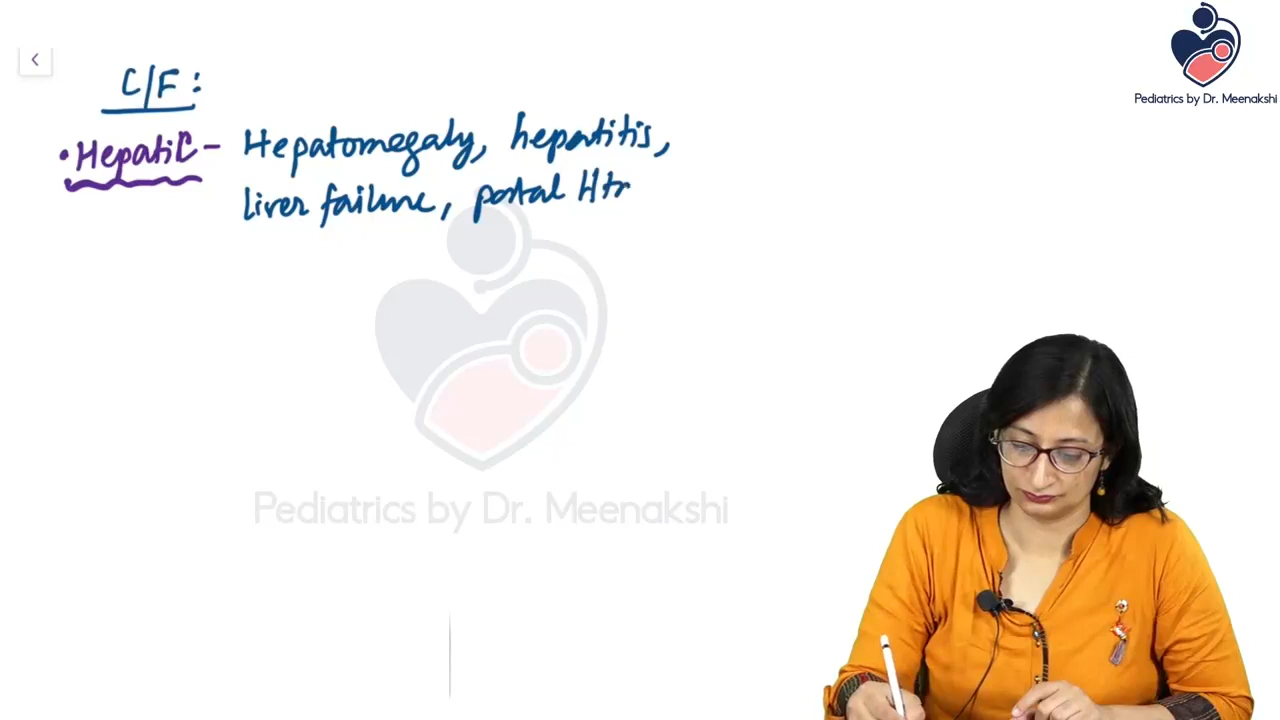 C/F:
• Hepatic - Hepatomegaly, hepatitis,
liver failure, portal Htn
Pediatrics by Dr. Meenakshi
Pediatrics by Dr. Meenakshi